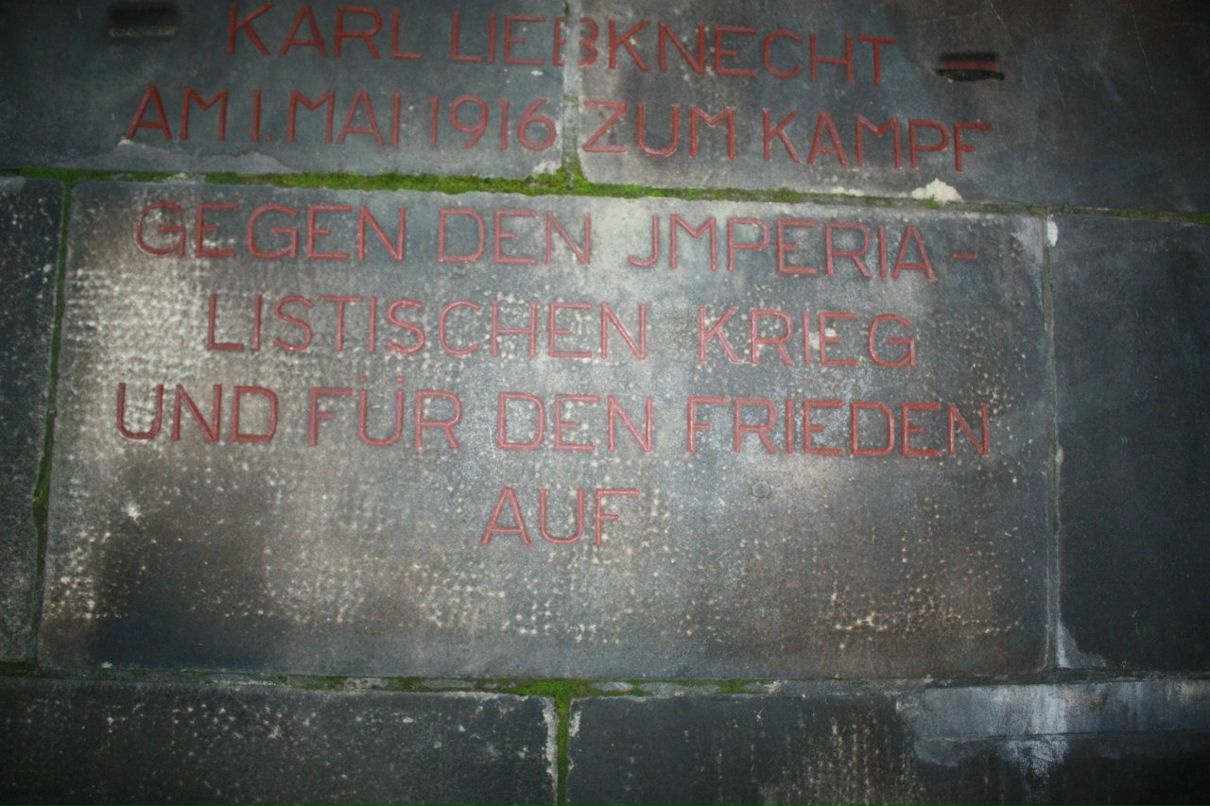 KARL LIEBKNECHT
AM 1. MAI 1916 ZUM KAMPF
GEGEN DEN JMPERIA-
LISTISCHEN KRIEG
UND FÜR DEN FRIEDEN
AUF